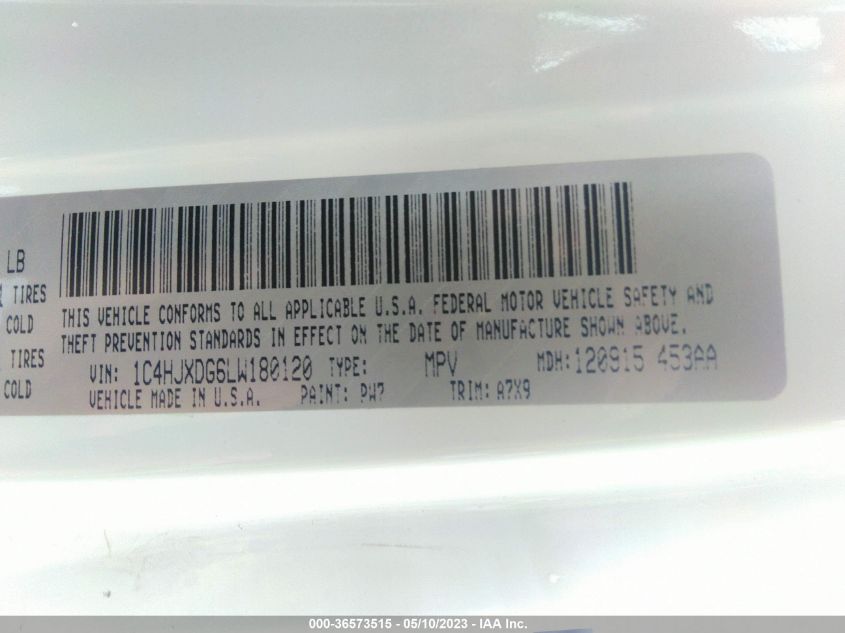 LB
TIRES
COLD
TIRES
COLD
THIS VEHICLE CONFORMS TO ALL APPLICABLE U.S.A. FEDERAL MOTOR VEHICLE SAFETY AND
THEFT PREVENTION STANDARDS IN EFFECT ON THE DATE OF MANUFACTURE SHOWN ABOVE.
VIN: 1C4HJXDG6LW180120 TYPE: MPV MDH:120915 453AA
VEHICLE MADE IN U.S.A. PAINT: PW7 TRIM: A7X9
000-36573515 - 05/10/2023 - IAA Inc.